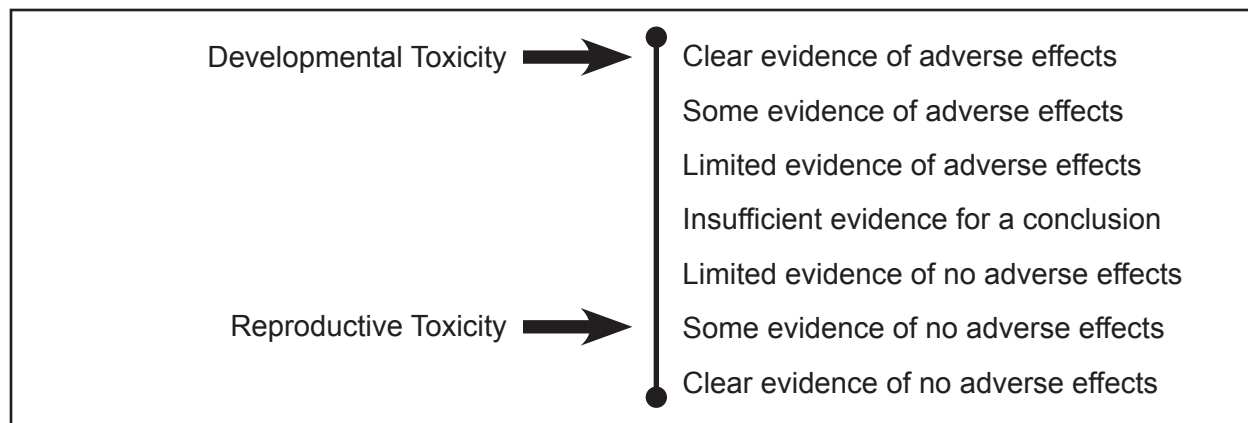 Developmental Toxicity Clear evidence of adverse effects
Some evidence of adverse effects
Limited evidence of adverse effects
Insufficient evidence for a conclusion
Limited evidence of no adverse effects
Reproductive Toxicity Some evidence of no adverse effects
Clear evidence of no adverse effects